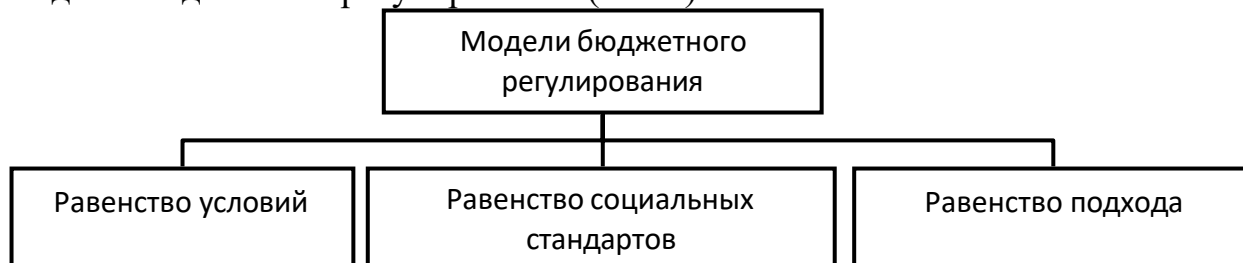 Модели бюджетного
регулирования
Равенство условий
Равенство социальных
стандартов
Равенство подхода